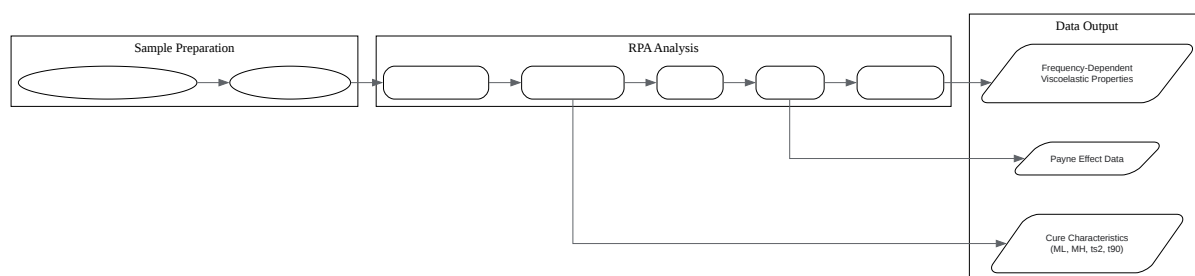 Sample Preparation
RPA Analysis
Data Output
Frequency-Dependent
Viscoelastic Properties
Payne Effect Data
Cure Characteristics
(ML, MH, ts2, t90)